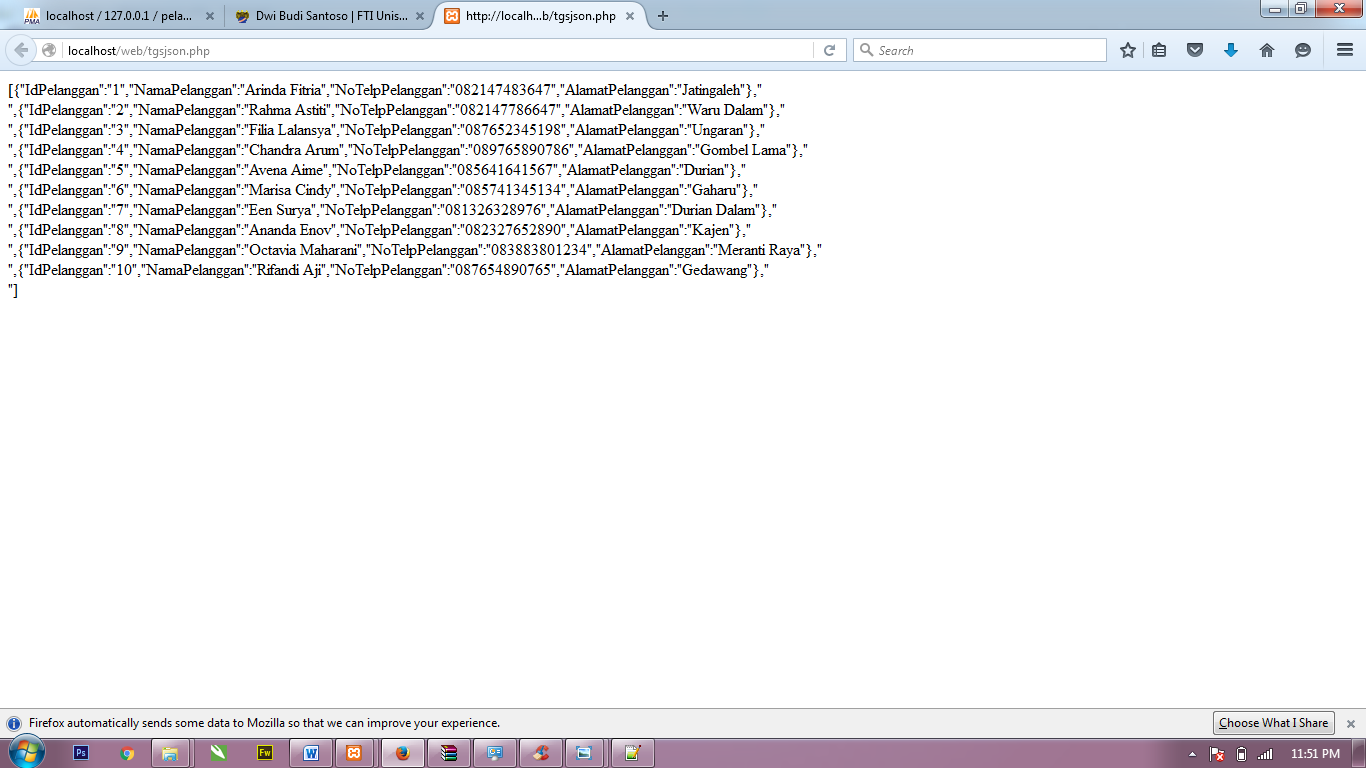 PMA localhost / 127.0.0.1 / pela... Dwi Budi Santoso | FTI Unis... http://localh...b/tgsjson.php
localhost/web/tgsjson.php Search
[{"IdPelanggan":"1","NamaPelanggan":"Arinda Fitria","NoTelpPelanggan":"082147483647","AlamatPelanggan":"Jatingaleh"},"
",{"IdPelanggan":"2","NamaPelanggan":"Rahma Astiti","NoTelpPelanggan":"082147786647","AlamatPelanggan":"Waru Dalam"},"
",{"IdPelanggan":"3","NamaPelanggan":"Filia Lalansya","NoTelpPelanggan":"087652345198","AlamatPelanggan":"Ungaran"},"
",{"IdPelanggan":"4","NamaPelanggan":"Chandra Arum","NoTelpPelanggan":"089765890786","AlamatPelanggan":"Gombel Lama"},"
",{"IdPelanggan":"5","NamaPelanggan":"Avena Aime","NoTelpPelanggan":"085641641567","AlamatPelanggan":"Durian"},"
",{"IdPelanggan":"6","NamaPelanggan":"Marisa Cindy","NoTelpPelanggan":"085741345134","AlamatPelanggan":"Gaharu"},"
",{"IdPelanggan":"7","NamaPelanggan":"Een Surya","NoTelpPelanggan":"081326328976","AlamatPelanggan":"Durian Dalam"},"
",{"IdPelanggan":"8","NamaPelanggan":"Ananda Enov","NoTelpPelanggan":"082327652890","AlamatPelanggan":"Kajen"},"
",{"IdPelanggan":"9","NamaPelanggan":"Octavia Maharani","NoTelpPelanggan":"083883801234","AlamatPelanggan":"Meranti Raya"},"
",{"IdPelanggan":"10","NamaPelanggan":"Rifandi Aji","NoTelpPelanggan":"087654890765","AlamatPelanggan":"Gedawang"},"
"]
Firefox automatically sends some data to Mozilla so that we can improve your experience. Choose What I Share
Ps Fw W 11:51 PM